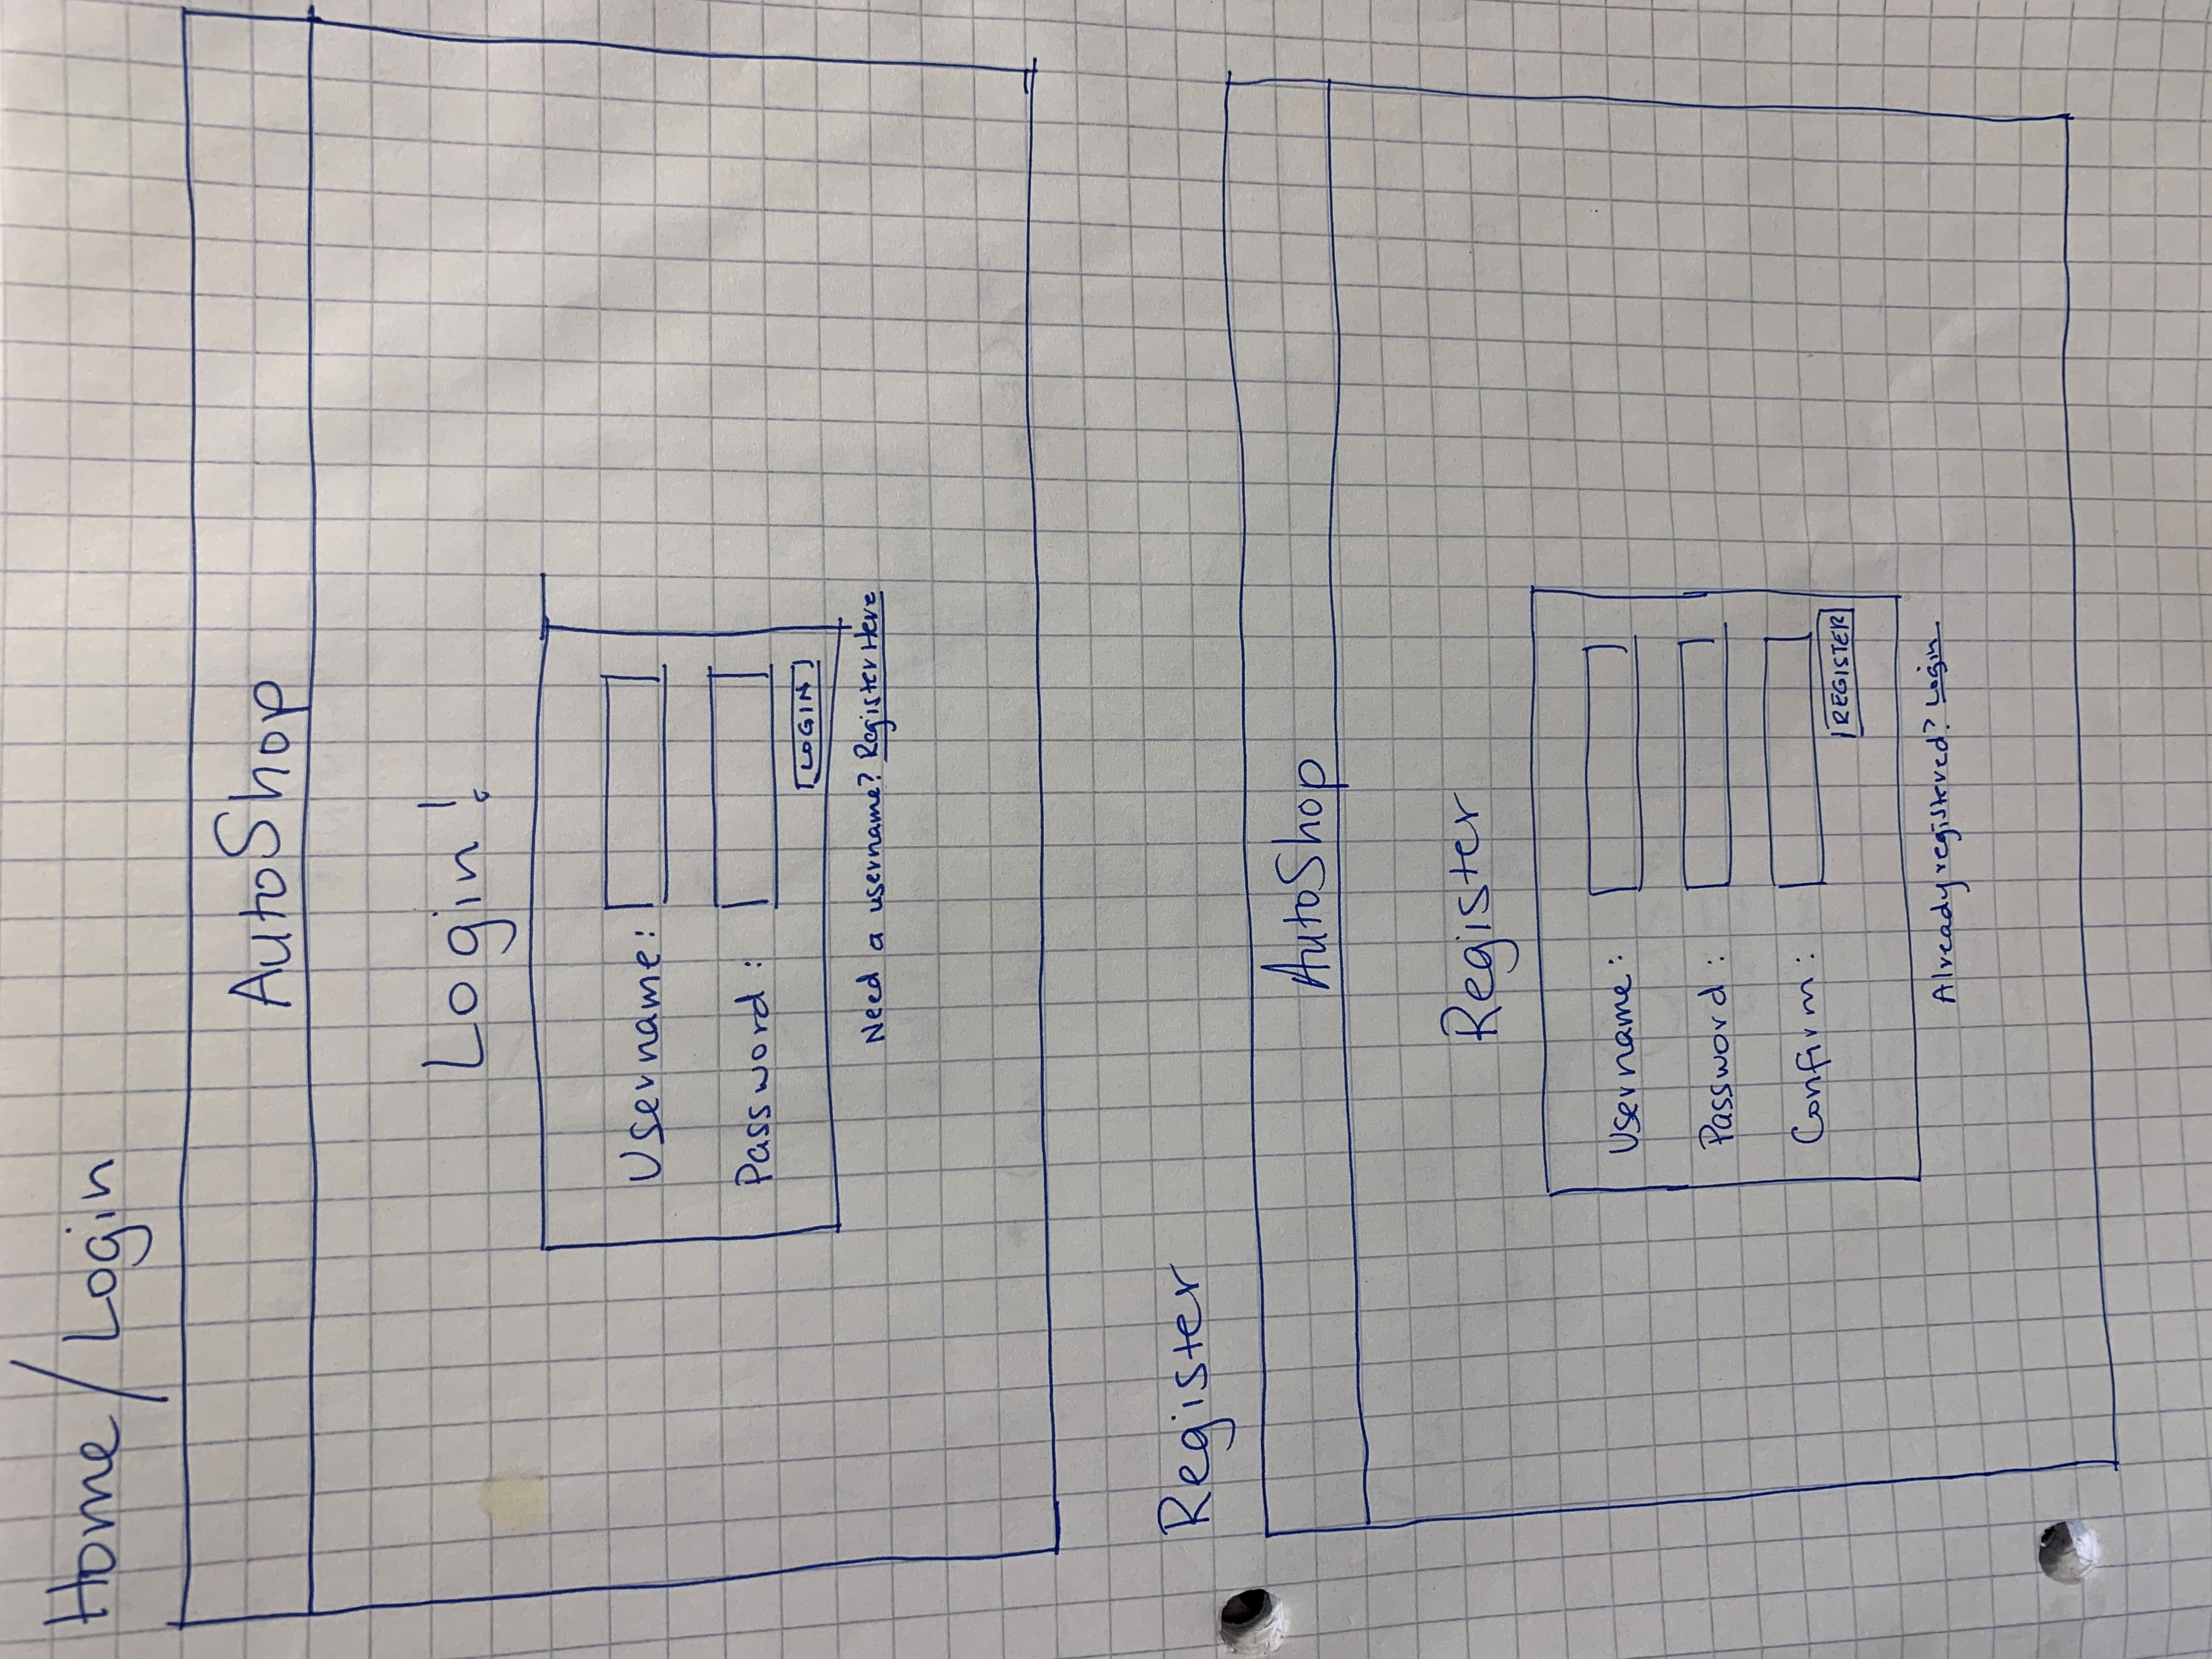 Home/Login
AutoShop
Login!
Username:
Password:
LOGIN
Need a username? Register Here
Register
AutoShop
Register
Username:
Password:
Confirm:
REGISTER
Already registered? Login